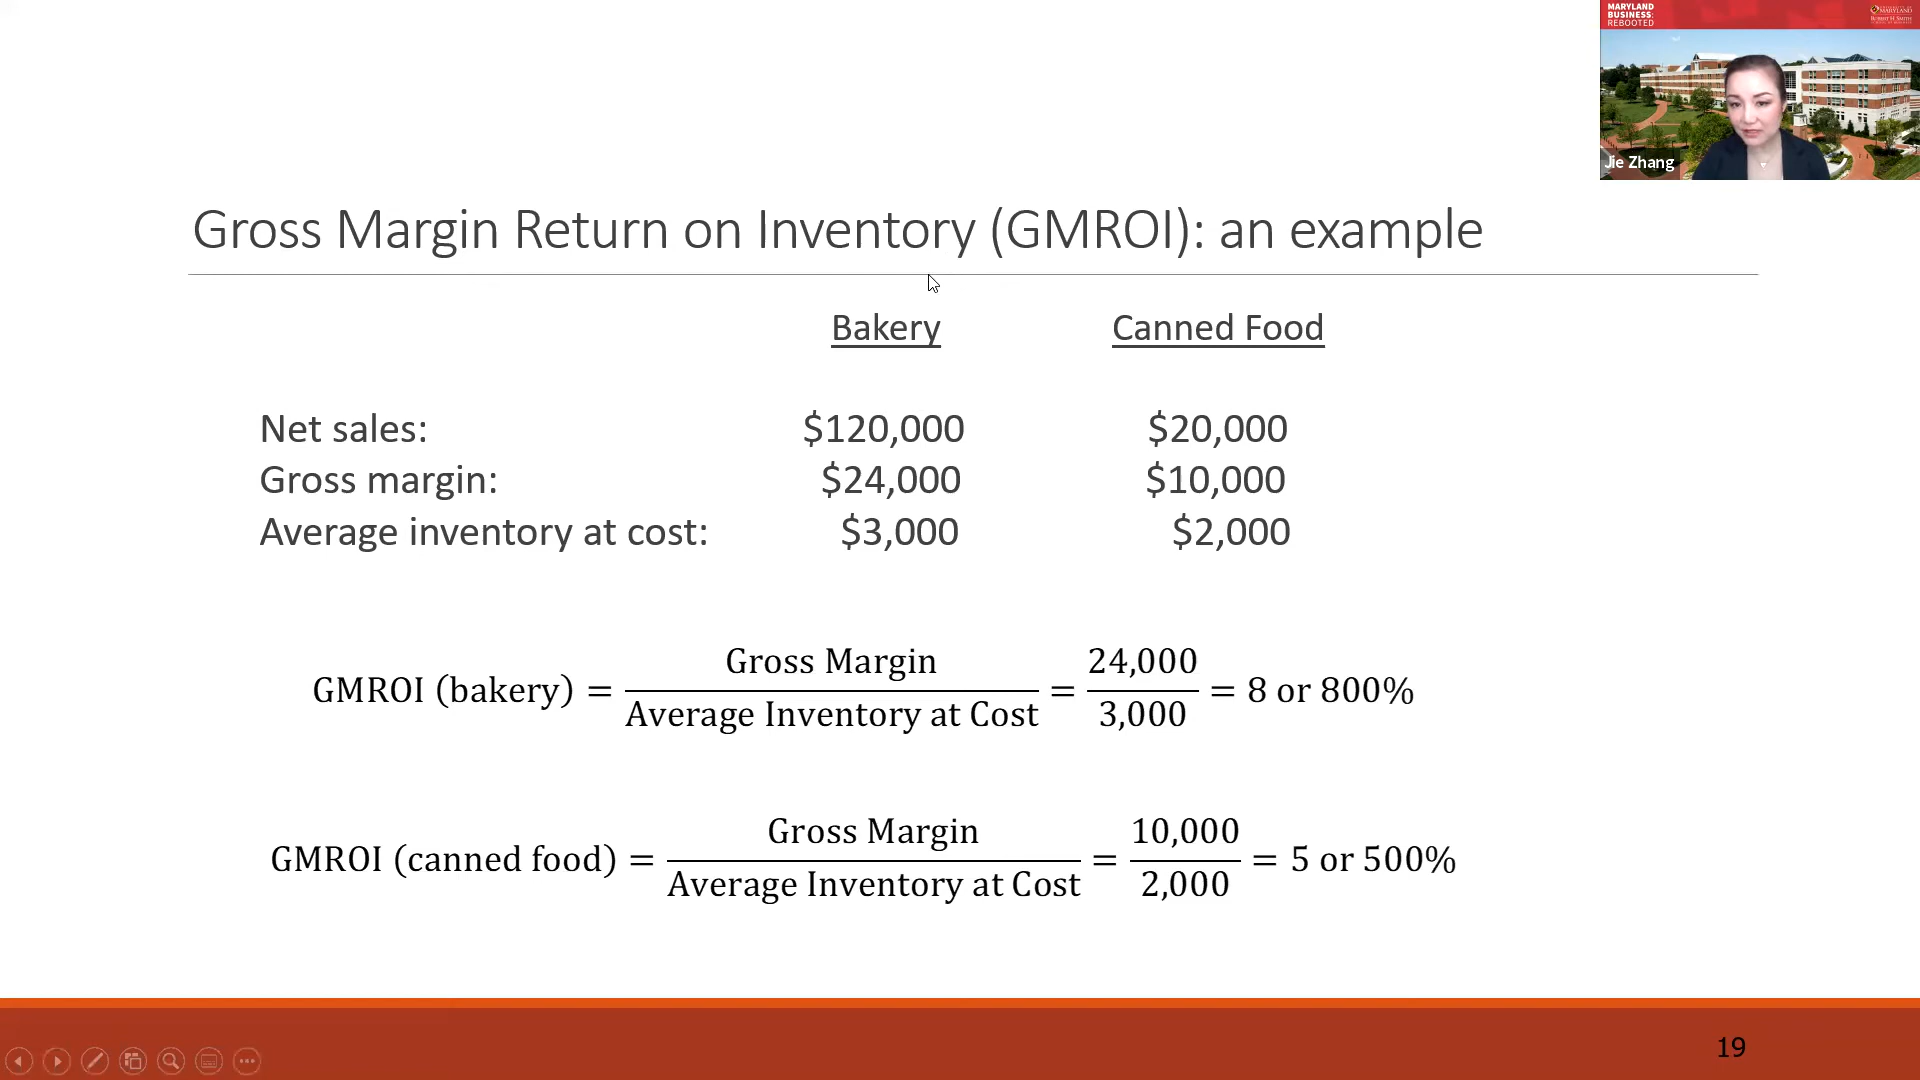 MARYLAND
BUSINESS:
REBOOTED
MARYLAND
Jie Zhang
Gross Margin Return on Inventory (GMROI): an example
Bakery Canned Food
Net sales: $120,000 $20,000
Gross margin: $24,000 $10,000
Average inventory at cost: $3,000 $2,000
GMROI (bakery) = Gross Margin / Average Inventory at Cost = 24,000 / 3,000 = 8 or 800%
GMROI (canned food) = Gross Margin / Average Inventory at Cost = 10,000 / 2,000 = 5 or 500%
19